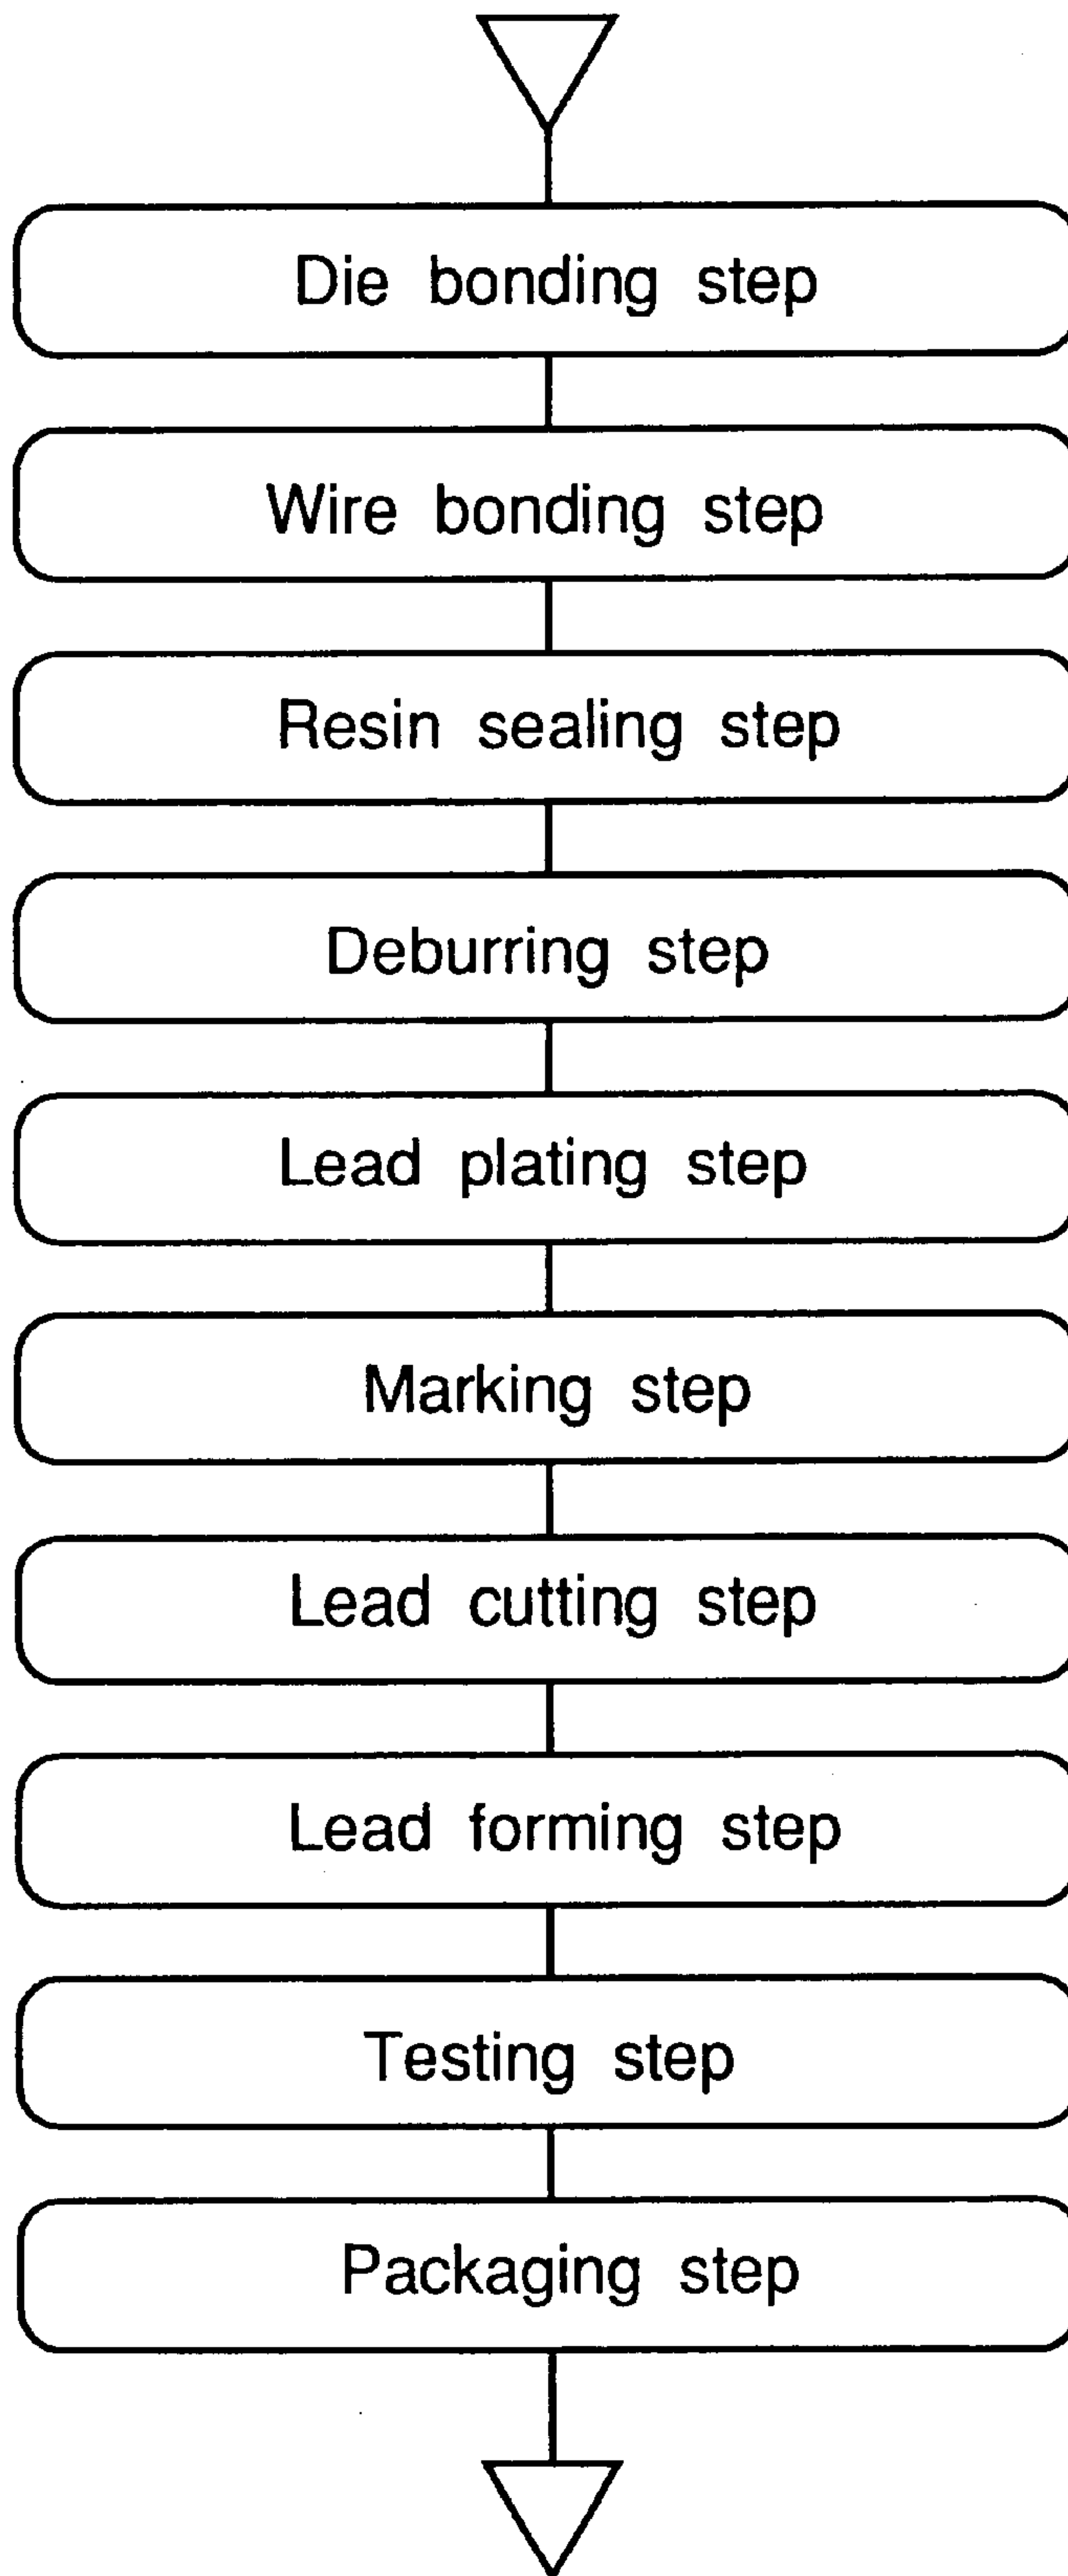 Die bonding step
Wire bonding step
Resin sealing step
Deburring step
Lead plating step
Marking step
Lead cutting step
Lead forming step
Testing step
Packaging step